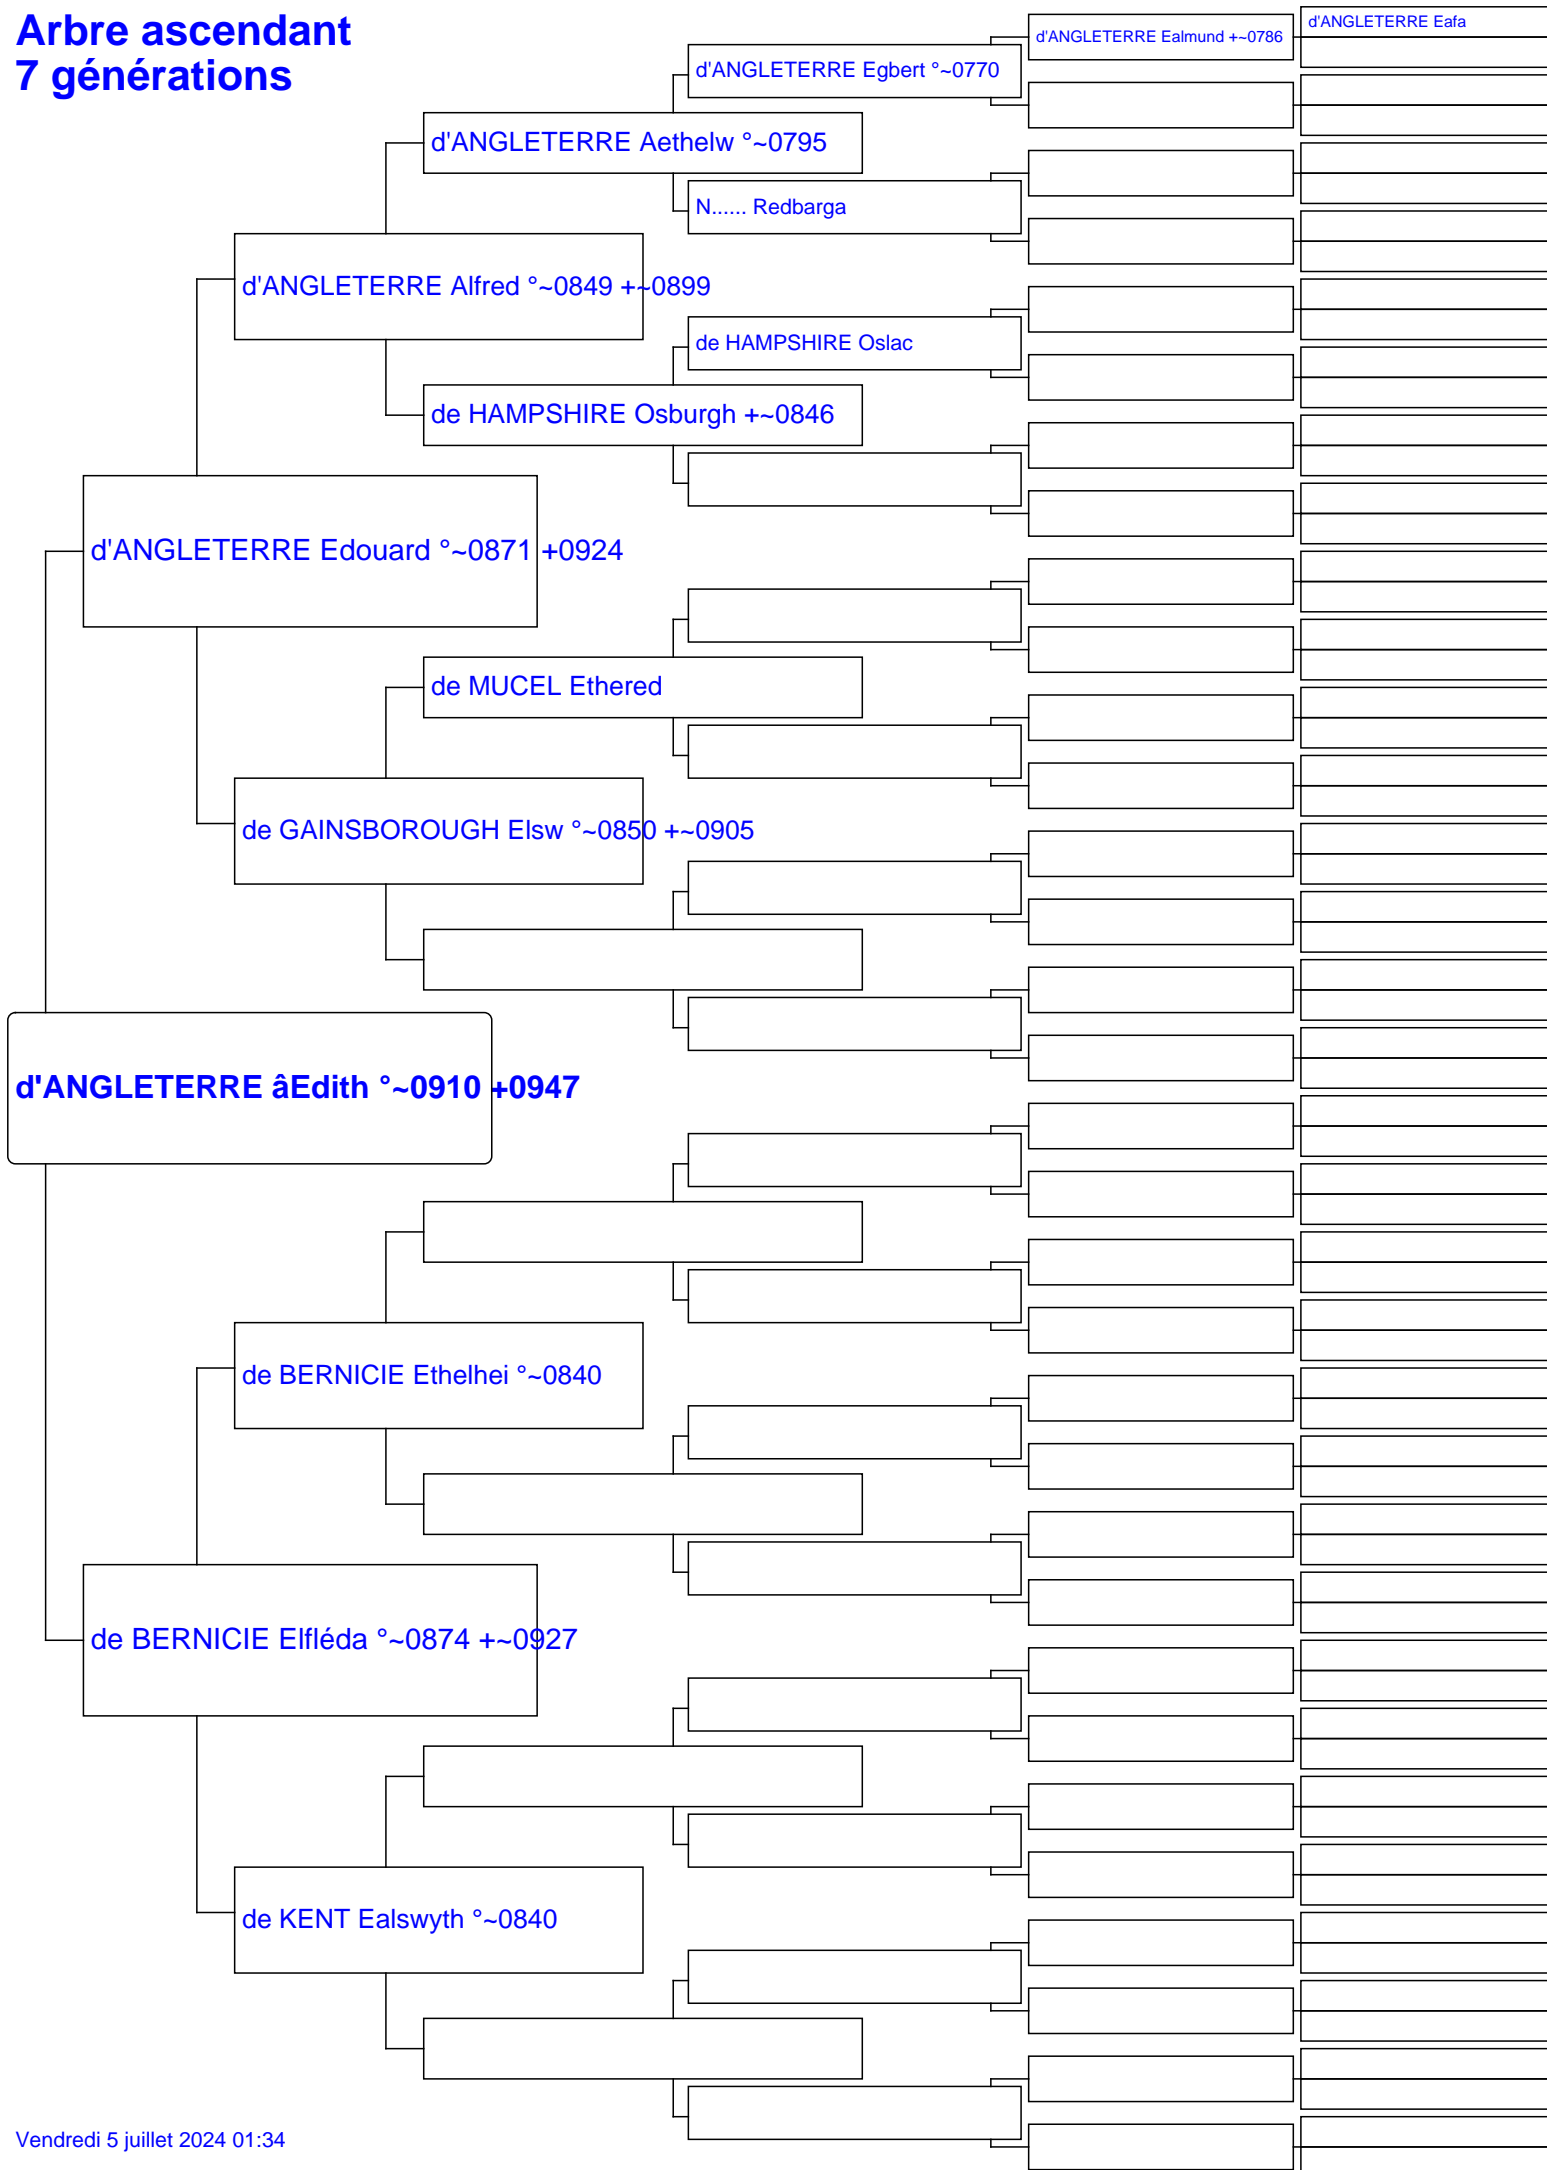 Arbre ascendant
7 générations
d'ANGLETERRE Eafa
d'ANGLETERRE Ealmund +~0786
d'ANGLETERRE Egbert °~0770
d'ANGLETERRE Aethelw °~0795
N...... Redbarga
d'ANGLETERRE Alfred °~0849 +~0899
de HAMPSHIRE Oslac
de HAMPSHIRE Osburgh +~0846
d'ANGLETERRE Edouard °~0871 +0924
de MUCEL Ethered
de GAINSBOROUGH Elsw °~0850 +~0905
d'ANGLETERRE âEdith °~0910 +0947
de BERNICIE Ethelhei °~0840
de BERNICIE Elfléda °~0874 +~0927
de KENT Ealswyth °~0840
Vendredi 5 juillet 2024 01:34